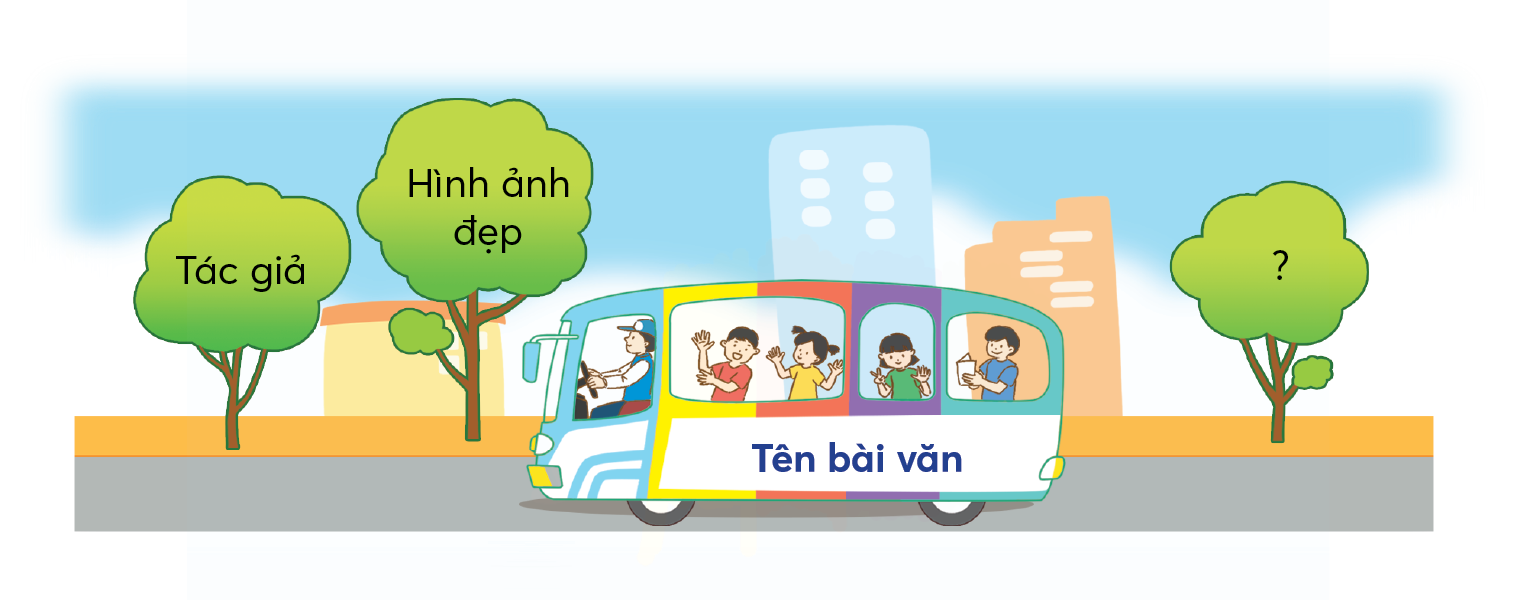 Tác giả
Hình ảnh
đẹp
?
Tên bài văn